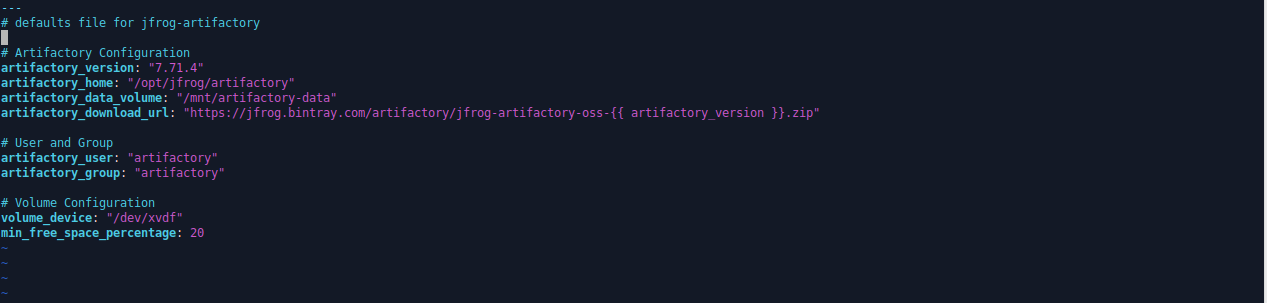 ---
# defaults file for jfrog-artifactory
# Artifactory Configuration
artifactory_version: "7.71.4"
artifactory_home: "/opt/jfrog/artifactory"
artifactory_data_volume: "/mnt/artifactory-data"
artifactory_download_url: "https://jfrog.bintray.com/artifactory/jfrog-artifactory-oss-{{ artifactory_version }}.zip"
# User and Group
artifactory_user: "artifactory"
artifactory_group: "artifactory"
# Volume Configuration
volume_device: "/dev/xvdf"
min_free_space_percentage: 20
~
~
~
~